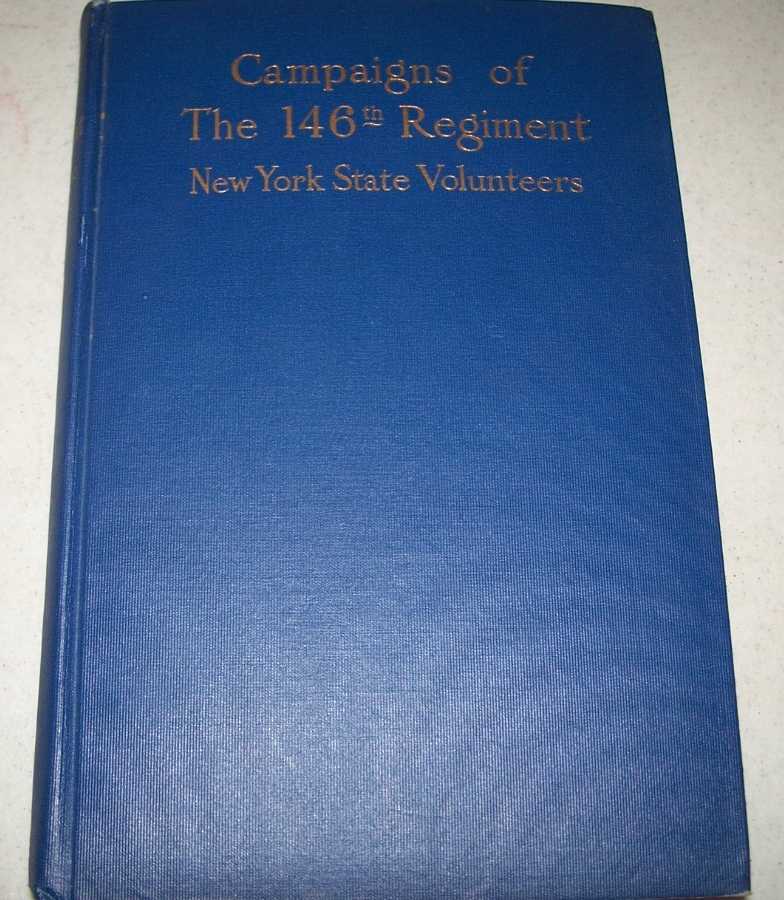 Campaigns of
The 146th Regiment
New York State Volunteers